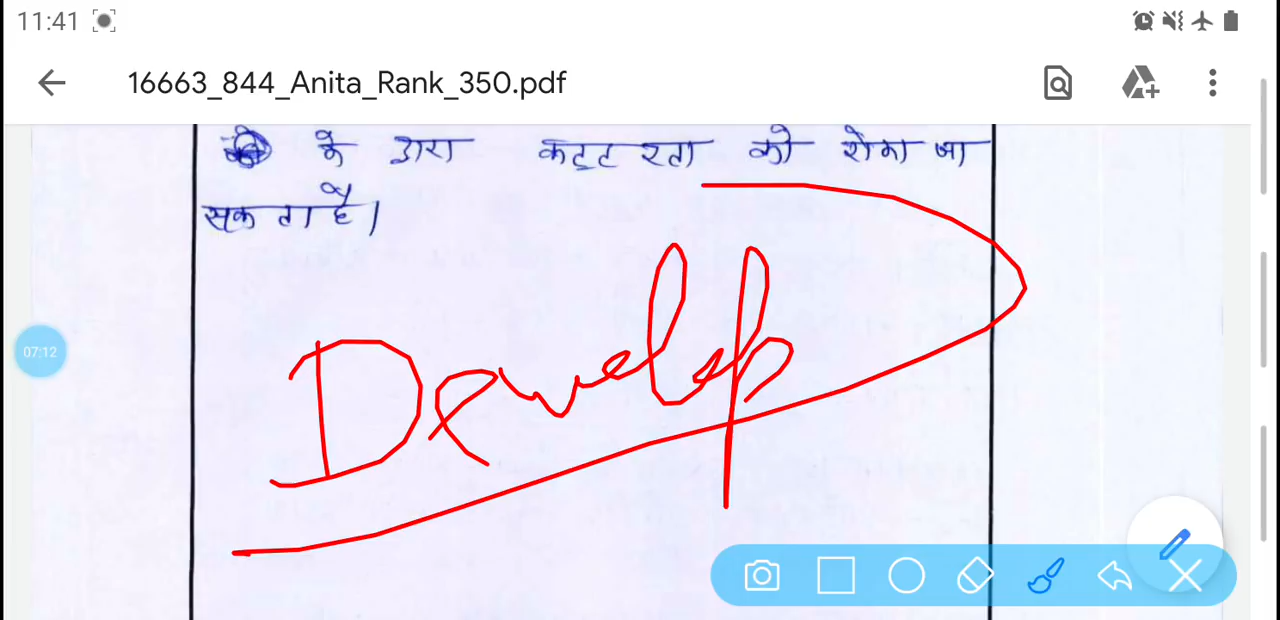 11:41
16663_844_Anita_Rank_350.pdf
के द्वारा कट्टरता को रोका जा
सकता है।
Develop
07:12